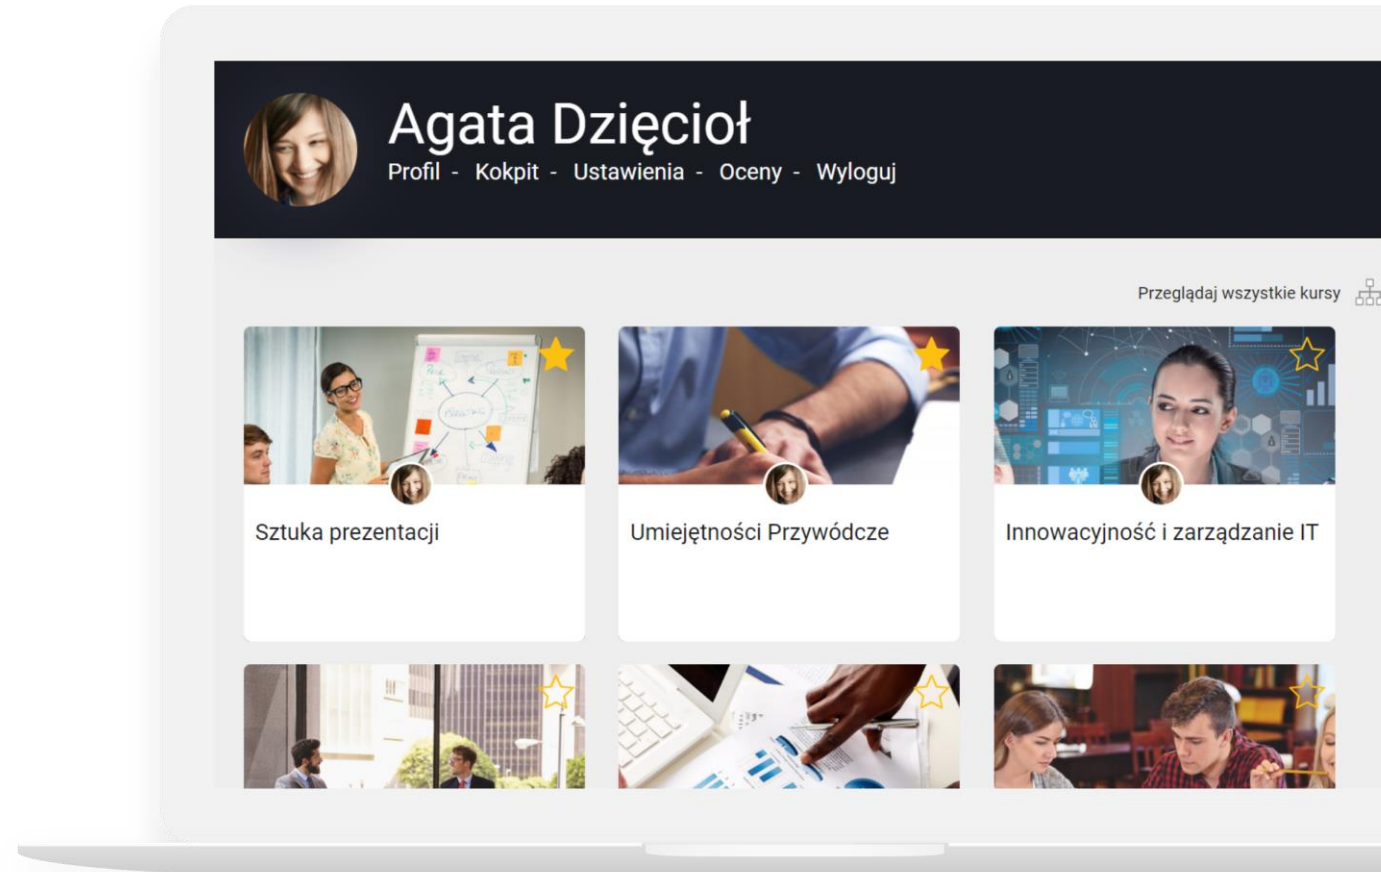 Agata Dzięcioł
Profil - Kokpit - Ustawienia - Oceny - Wyloguj
Przeglądaj wszystkie kursy
Sztuka prezentacji
Umiejętności Przywódcze
Innowacyjność i zarządzanie IT